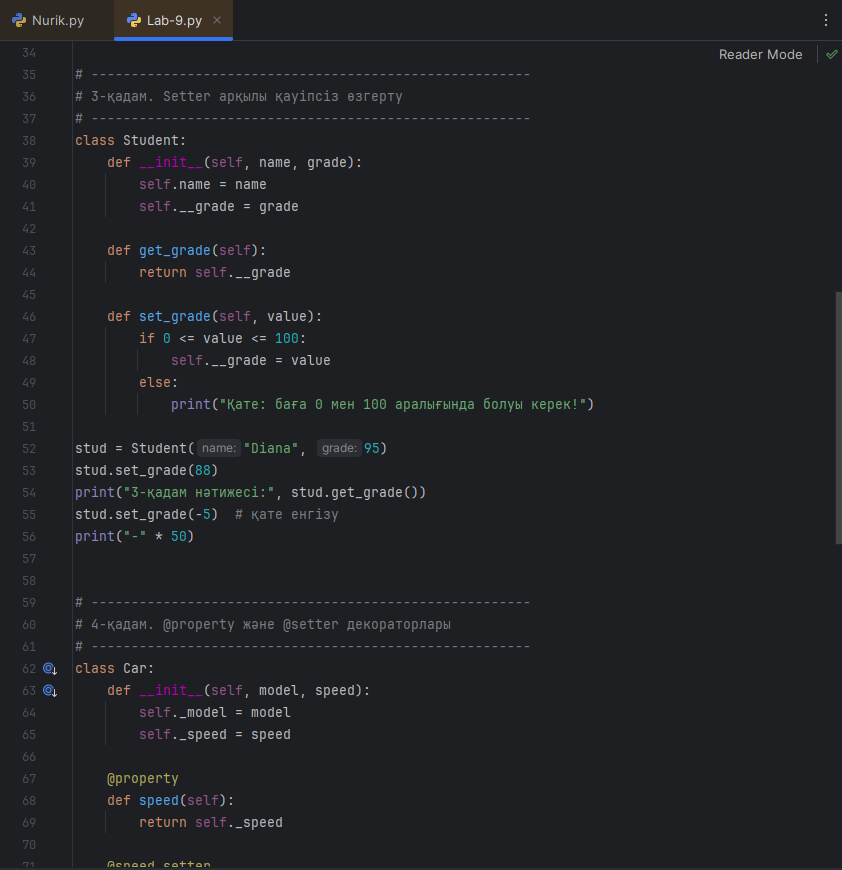 Nurik.py
Lab-9.py
Reader Mode
34
35 # -------------------------------------------------------
36 # 3-қадам. Setter арқылы қауіпсіз өзгерту
37 # -------------------------------------------------------
38 class Student:
39     def __init__(self, name, grade):
40         self.name = name
41         self.__grade = grade
42
43     def get_grade(self):
44         return self.__grade
45
46     def set_grade(self, value):
47         if 0 <= value <= 100:
48             self.__grade = value
49         else:
50             print("Қате: баға 0 мен 100 аралығында болуы керек!")
51
52 stud = Student( name: "Diana", grade: 95)
53 stud.set_grade(88)
54 print("3-қадам нәтижесі:", stud.get_grade())
55 stud.set_grade(-5)  # қате енгізу
56 print("-" * 50)
57
58
59 # -------------------------------------------------------
60 # 4-қадам. @property және @setter декораторлары
61 # -------------------------------------------------------
62 class Car:
63     def __init__(self, model, speed):
64         self._model = model
65         self._speed = speed
66
67     @property
68     def speed(self):
69         return self._speed
70
71     @speed.setter